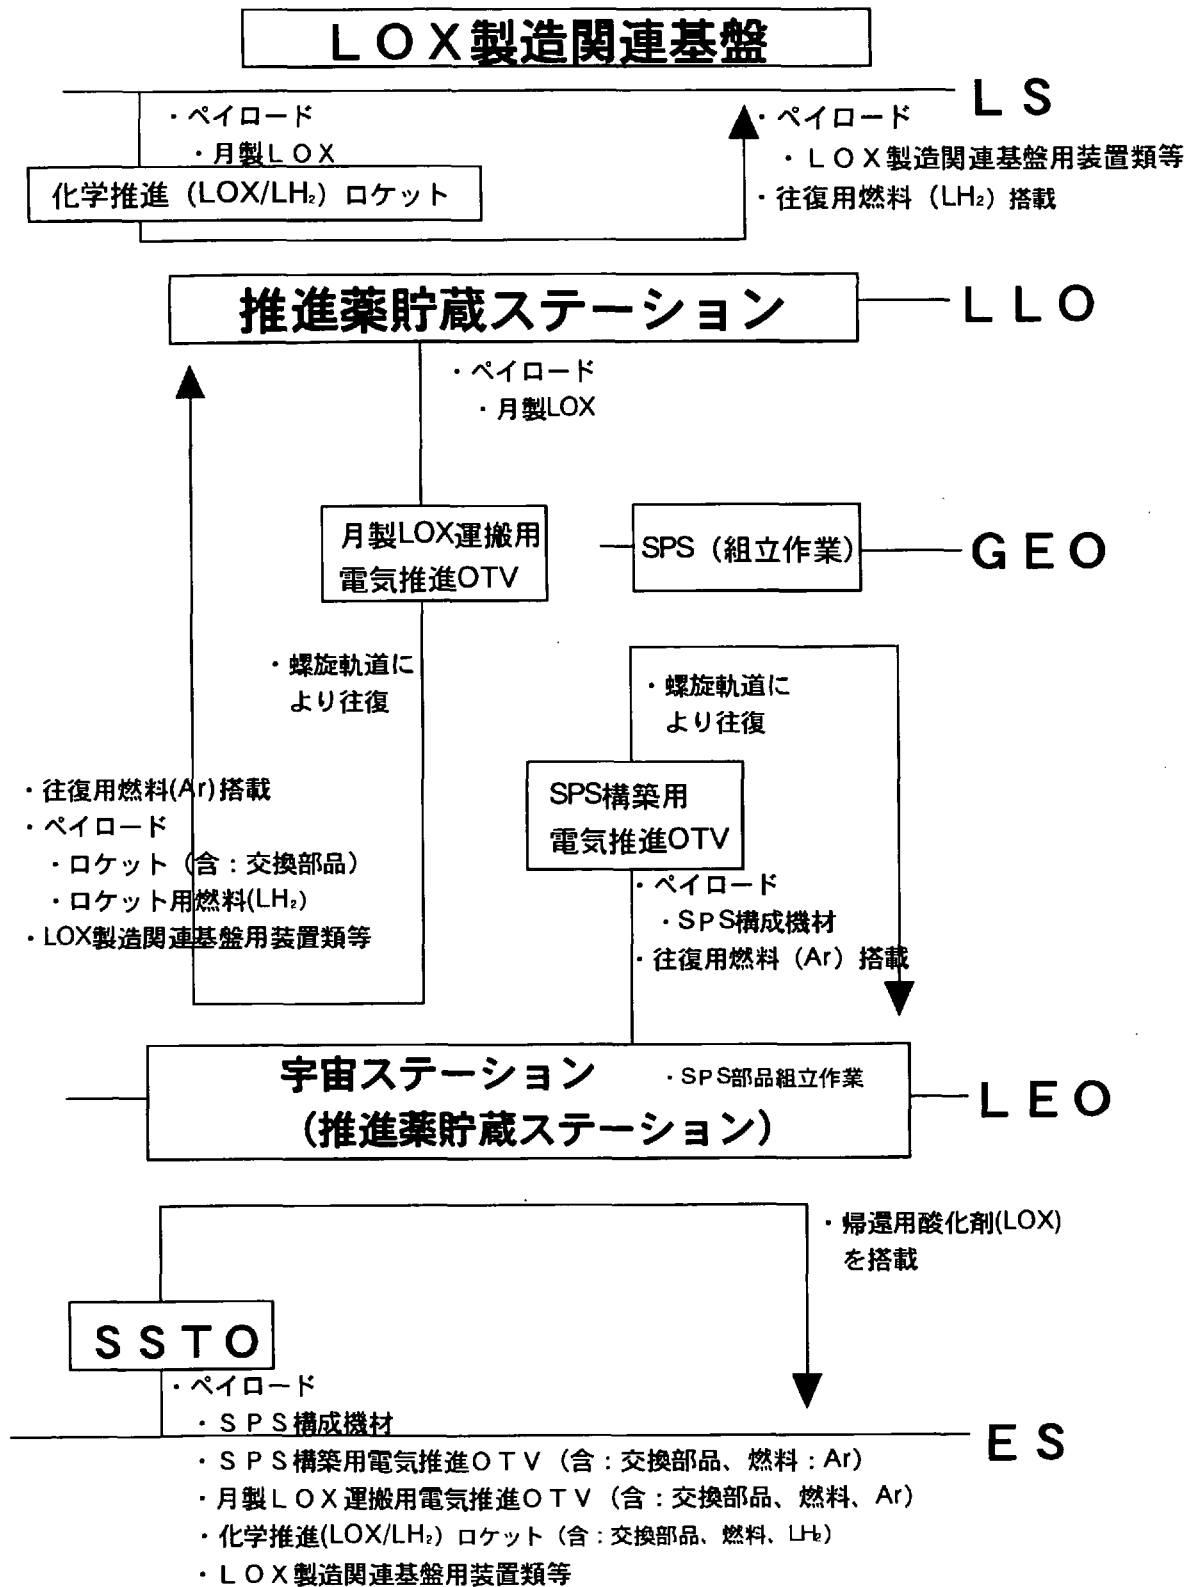 LOX製造関連基盤
LS
・ペイロード
・月製LOX
化学推進(LOX/LH₂)ロケット
・ペイロード
・LOX製造関連基盤用装置類等
・往復用燃料(LH₂)搭載
推進薬貯蔵ステーション
LLO
・ペイロード
・月製LOX
月製LOX運搬用
電気推進OTV
SPS(組立作業)
GEO
・螺旋軌道に
より往復
・螺旋軌道に
より往復
・往復用燃料(Ar)搭載
・ペイロード
・ロケット(含:交換部品)
・ロケット用燃料(LH₂)
・LOX製造関連基盤用装置類等
SPS構築用
電気推進OTV
・ペイロード
・SPS構成機材
・往復用燃料(Ar)搭載
宇宙ステーション
・SPS部品組立作業
(推進薬貯蔵ステーション)
LEO
・帰還用酸化剤(LOX)
を搭載
SSTO
・ペイロード
・SPS構成機材
ES
・SPS構築用電気推進OTV(含:交換部品、燃料:Ar)
・月製LOX運搬用電気推進OTV(含:交換部品、燃料、Ar)
・化学推進(LOX/LH₂)ロケット(含:交換部品、燃料、LH₂)
・LOX製造関連基盤用装置類等